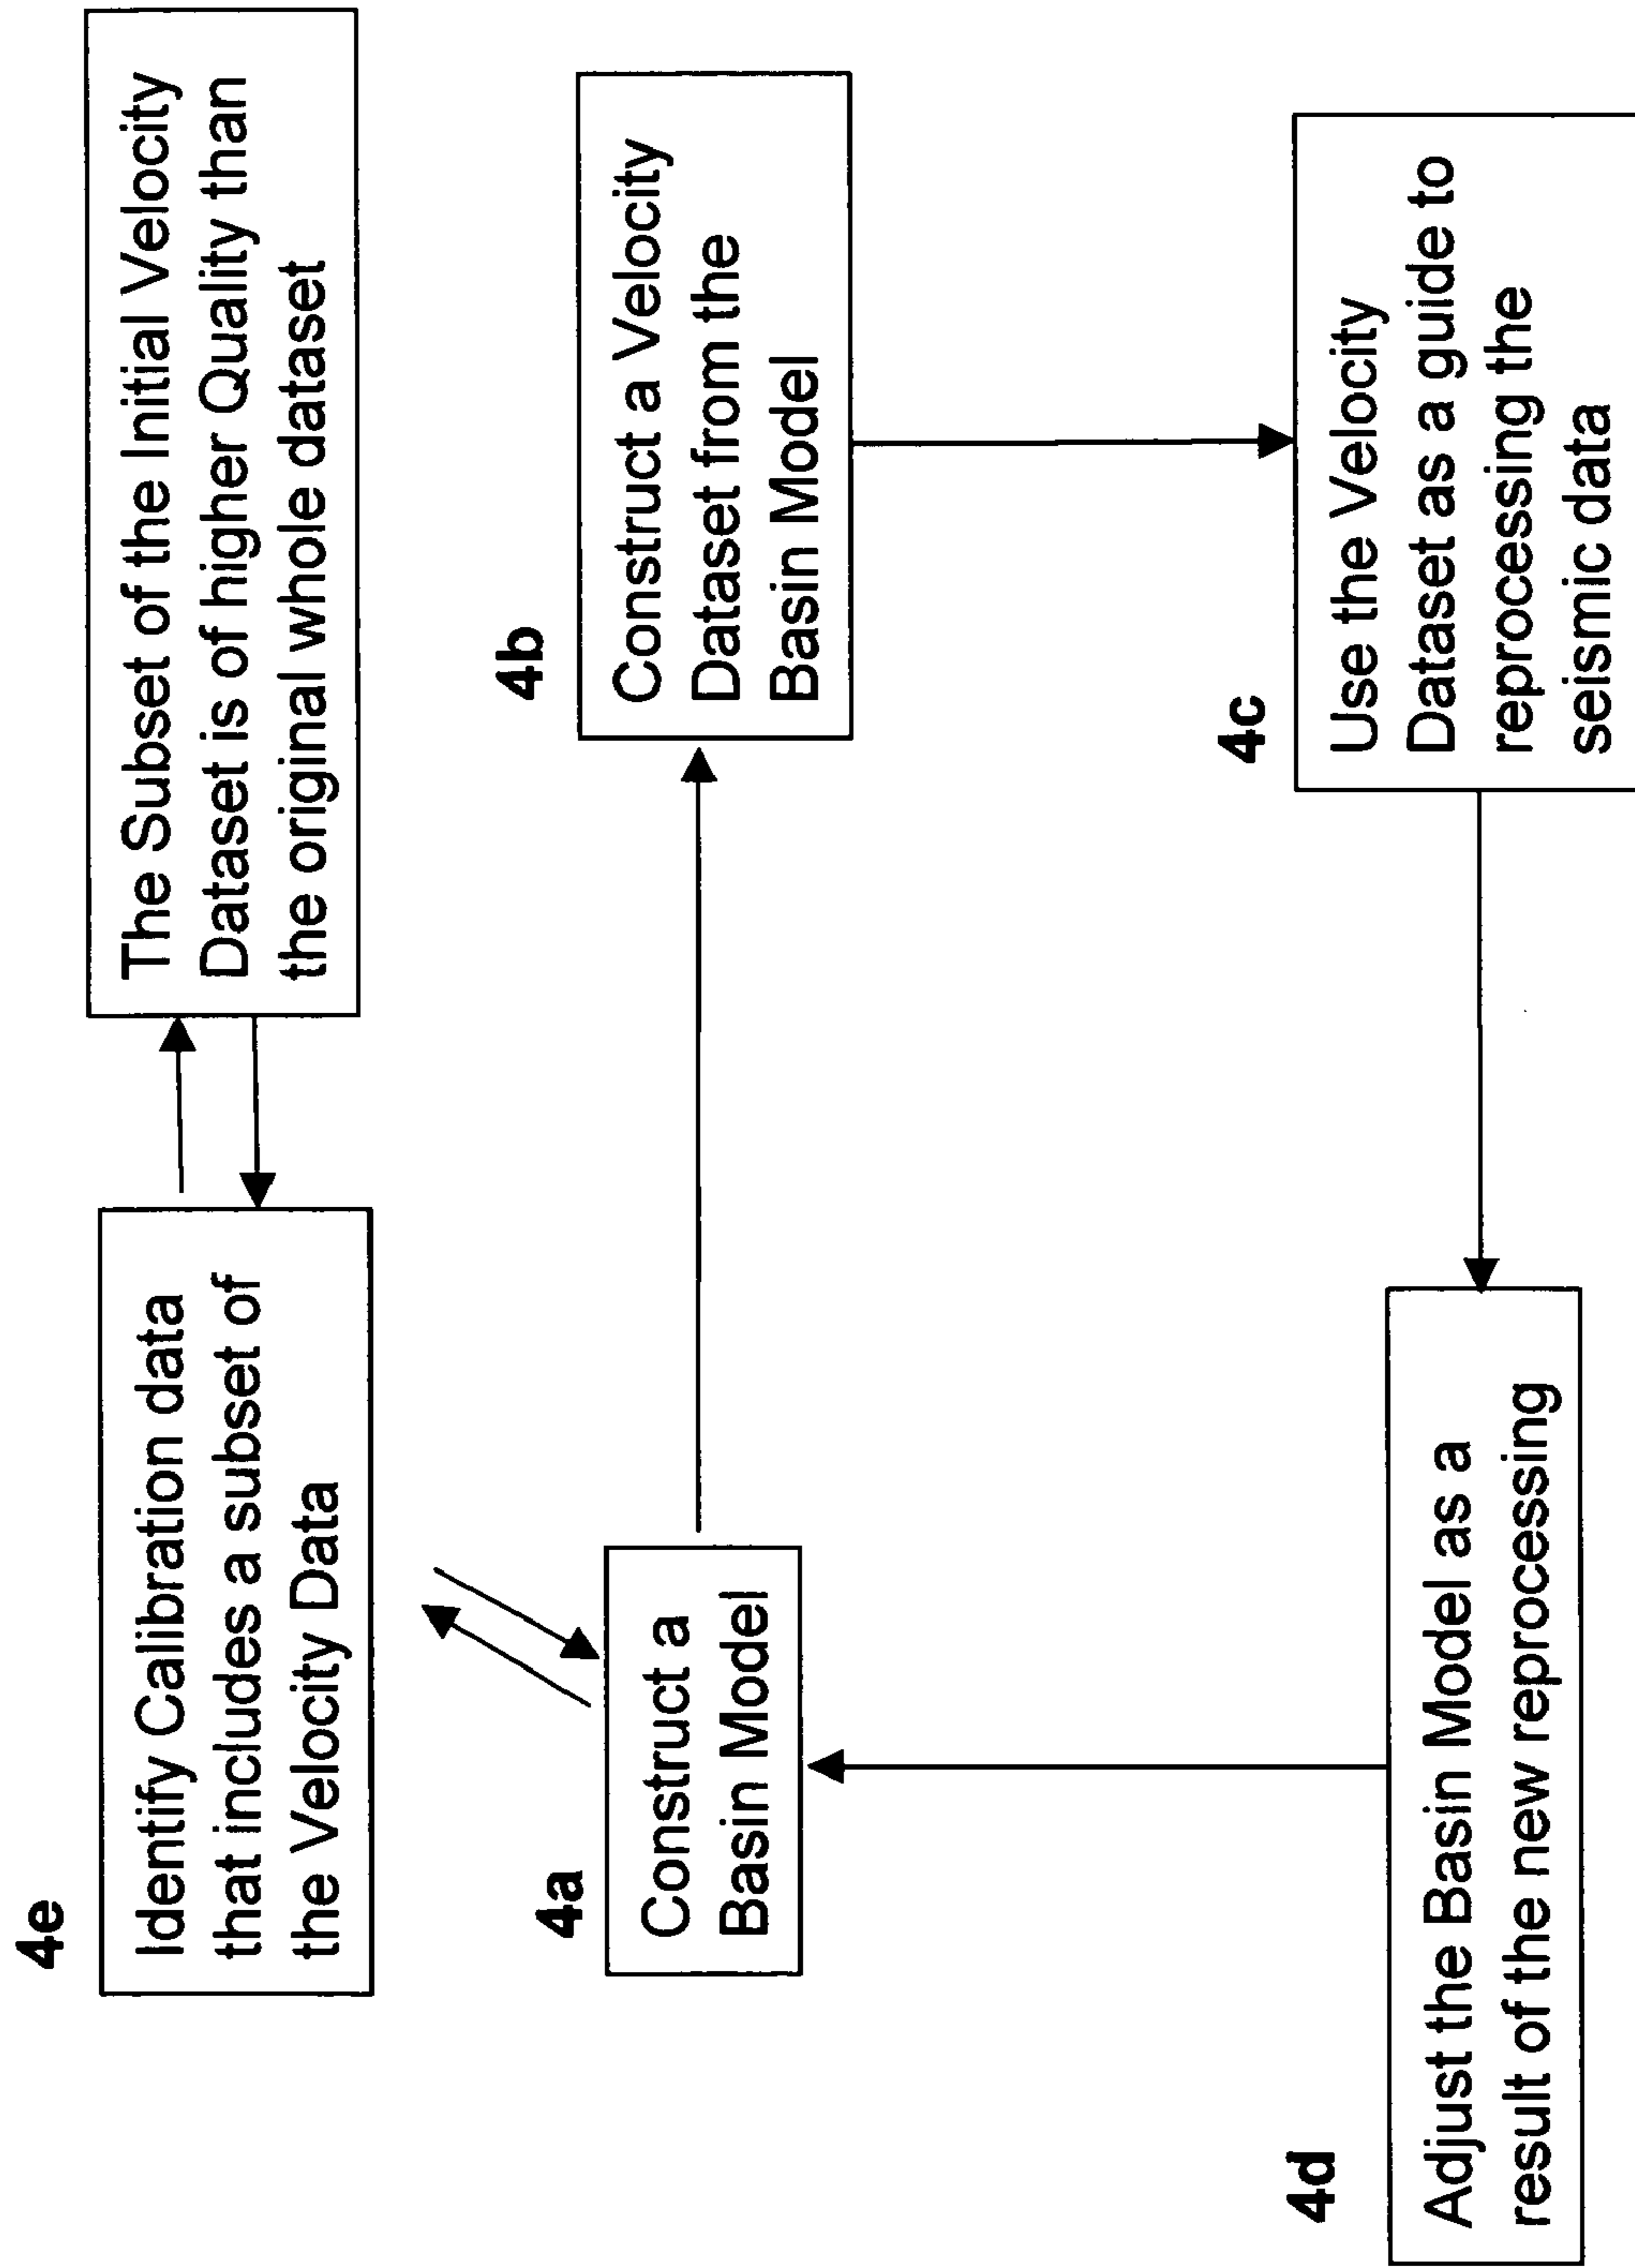 4e
Identify Calibration data
that includes a subset of
the Velocity Data
The Subset of the Initial Velocity
Dataset is of higher Quality than
the original whole dataset
4a
Construct a
Basin Model
4b
Construct a Velocity
Dataset from the
Basin Model
4c
Use the Velocity
Dataset as a guide to
reprocessing the
seismic data
4d
Adjust the Basin Model as a
result of the new reprocessing